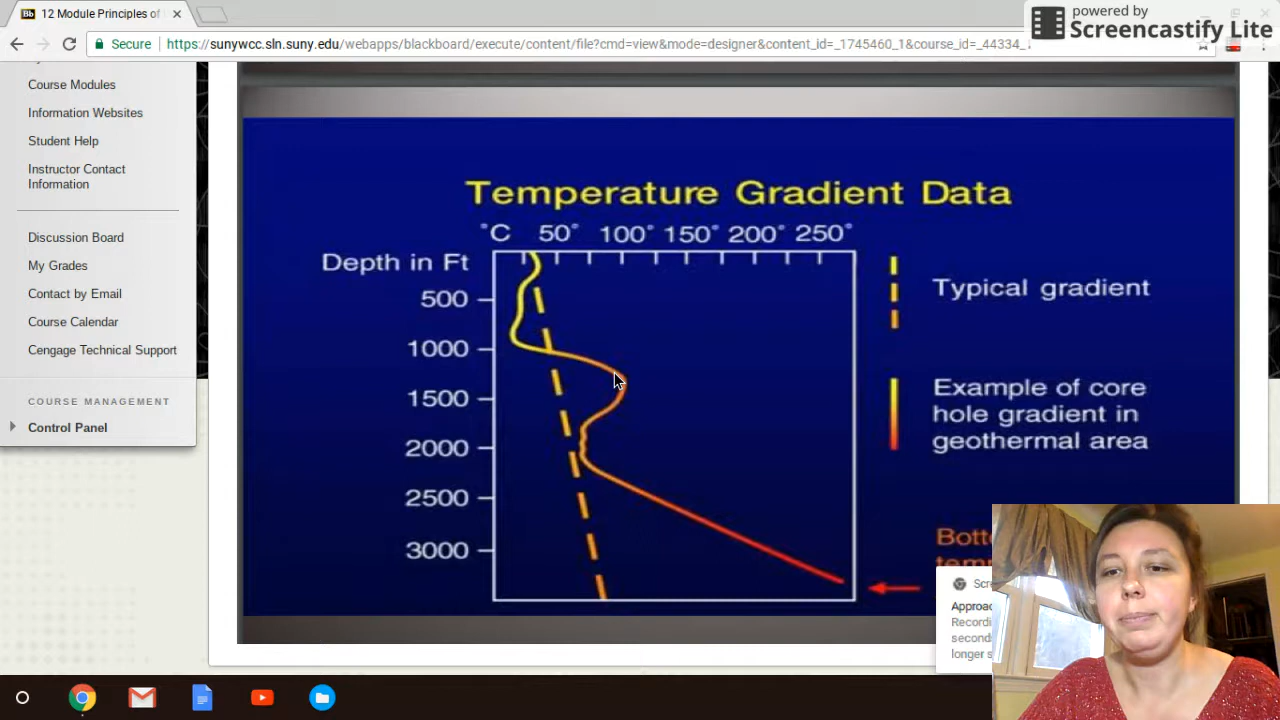 12 Module Principles of
powered by
Screencastify Lite
Secure
https://sunywcc.sln.suny.edu/webapps/blackboard/execute/content/file?cmd=view&mode=designer&content_id=_1745460_1&course_id=_44334_
Course Modules
Information Websites
Student Help
Instructor Contact
Information
Discussion Board
My Grades
Contact by Email
Course Calendar
Cengage Technical Support
COURSE MANAGEMENT
Control Panel
Temperature Gradient Data
°C 50° 100° 150° 200° 250°
Depth in Ft
500
1000
1500
2000
2500
3000
Typical gradient
Example of core
hole gradient in
geothermal area
Bott
Scre
Approac
Recordi
second
longer s